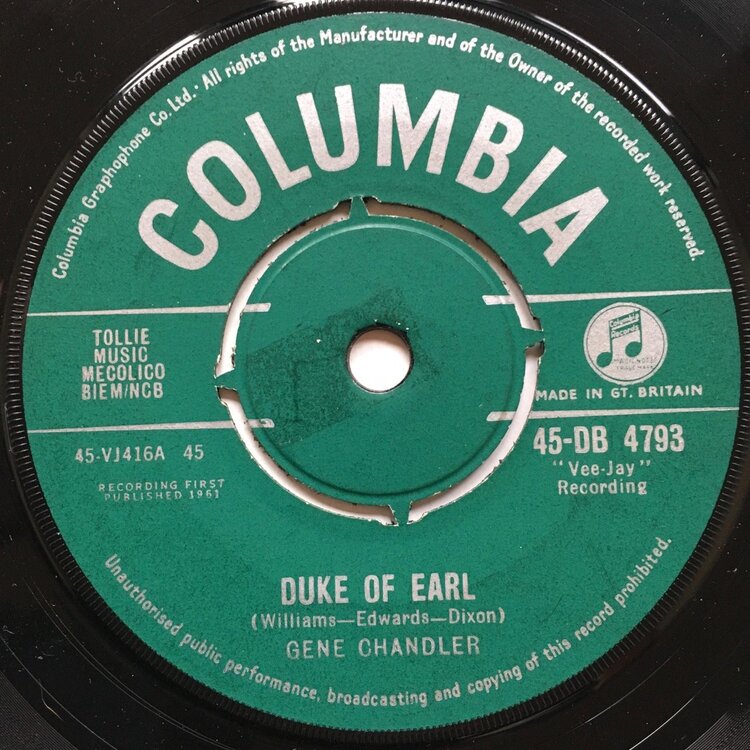 Columbia Graphophone Co. Ltd. · All rights of the Manufacturer and of the Owner of the recorded work reserved.
COLUMBIA
TOLLIE
MUSIC
MECOLICO
BIEM/NCB
Columbia
Records
MADE IN GT. BRITAIN
45-VJ416A 45
RECORDING FIRST
PUBLISHED 1961
45-DB 4793
"Vee-Jay"
Recording
DUKE OF EARL
(Williams—Edwards—Dixon)
GENE CHANDLER
Unauthorised public performance, broadcasting and copying of this record prohibited.